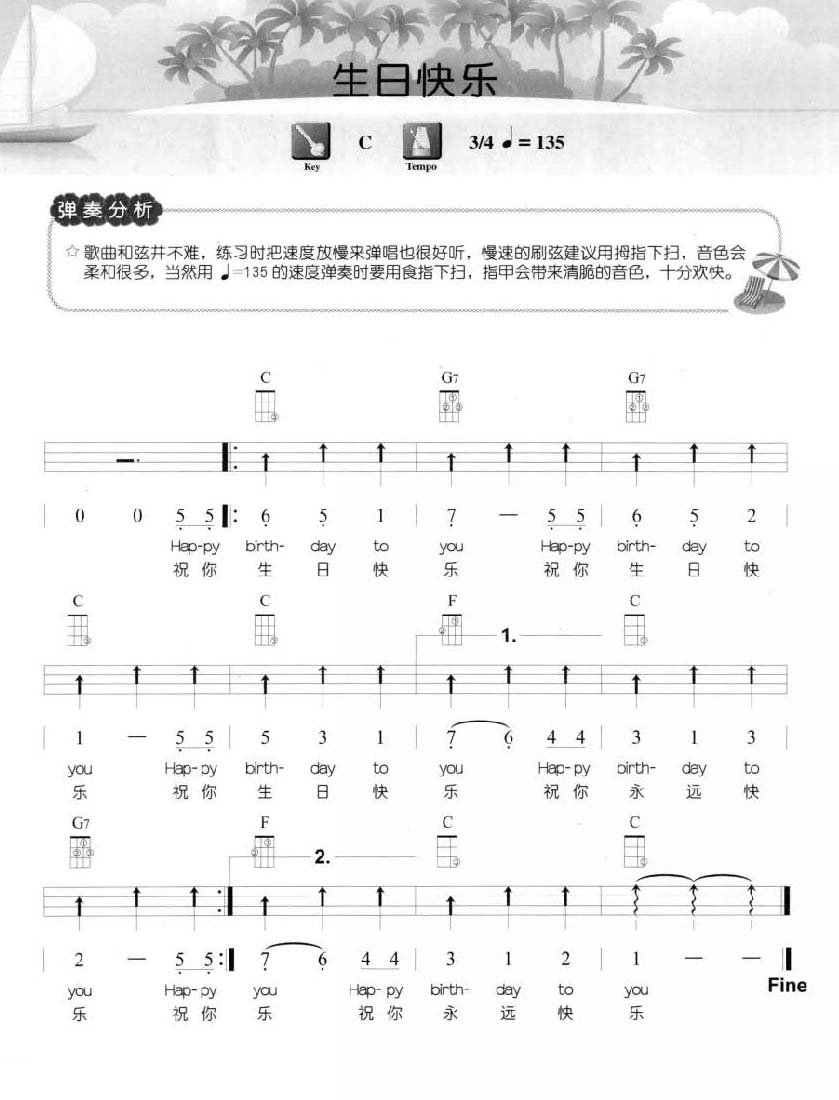 生日快乐
Key C Tempo 3/4 ♩=135
弹奏分析
☆ 歌曲和弦并不难，练习时把速度放慢来弹唱也很好听，慢速的刷弦建议用拇指下扫，音色会
柔和很多，当然用 ♩=135 的速度弹奏时要用食指下扫，指甲会带来清脆的音色，十分欢快。
C G7 G7
| 0 0 5̣ 5̣ |: 6̣ 5̣ 1 | 7̣ — 5̣ 5̣ | 6̣ 5̣ 2 |
Hap-py birth- day to you Hap-py birth- day to
祝 你 生 日 快 乐 祝 你 生 日 快
C C F C
1.
| 1 — 5̣ 5̣ | 5 3 1 | 7̣ 6̣ 4 4 | 3 1 3 |
you Hap-py birth- day to you Hap-py birth- day to
乐 祝 你 生 日 快 乐 祝 你 永 远 快
G7 F C C
2.
| 2 — 5̣ 5̣ :| 7̣ 6̣ 4 4 | 3 1 2 | 1 — — |
you Hap-py you Hap-py birth- day to you
Fine
乐 祝 你 乐 祝 你 永 远 快 乐